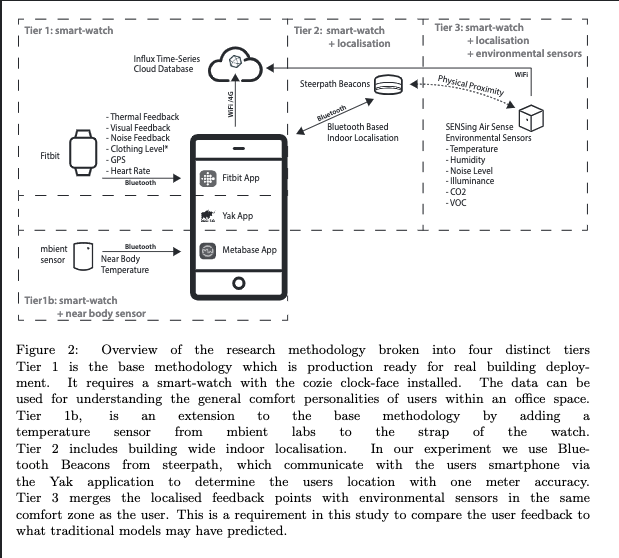 Tier 1: smart-watch
Tier 2: smartwatch
+ localisation
Tier 3: smartwatch
+ localisation
+ environmental sensors
Influx Time-Series
Cloud Database
WiFi
WiFi /4G
Steerpath Beacons
Physical Proximity
Bluetooth
Bluetooth Based
Indoor Localisation
- Thermal Feedback
- Visual Feedback
- Noise Feedback
- Clothing Level*
- GPS
- Heart Rate
Fitbit
Bluetooth
SENSing Air Sense
Environmental Sensors
- Temperature
- Humidity
- Noise Level
- Illuminance
- CO2
- VOC
Fitbit App
Yak App
Metabase App
mbient
sensor
Bluetooth
Near Body
Temperature
Tier1b: smart-watch
+ near body sensor
Figure 2: Overview of the research methodology broken into four distinct tiers
Tier 1 is the base methodology which is production ready for real building deploy-
ment. It requires a smart-watch with the cozie clock-face installed. The data can be
used for understanding the general comfort personalities of users within an office space.
Tier 1b, is an extension to the base methodology by adding a
temperature sensor from mbient labs to the strap of the watch.
Tier 2 includes building wide indoor localisation. In our experiment we use Blue-
tooth Beacons from steerpath, which communicate with the users smartphone via
the Yak application to determine the users location with one meter accuracy.
Tier 3 merges the localised feedback points with environmental sensors in the same
comfort zone as the user. This is a requirement in this study to compare the user feedback to
what traditional models may have predicted.